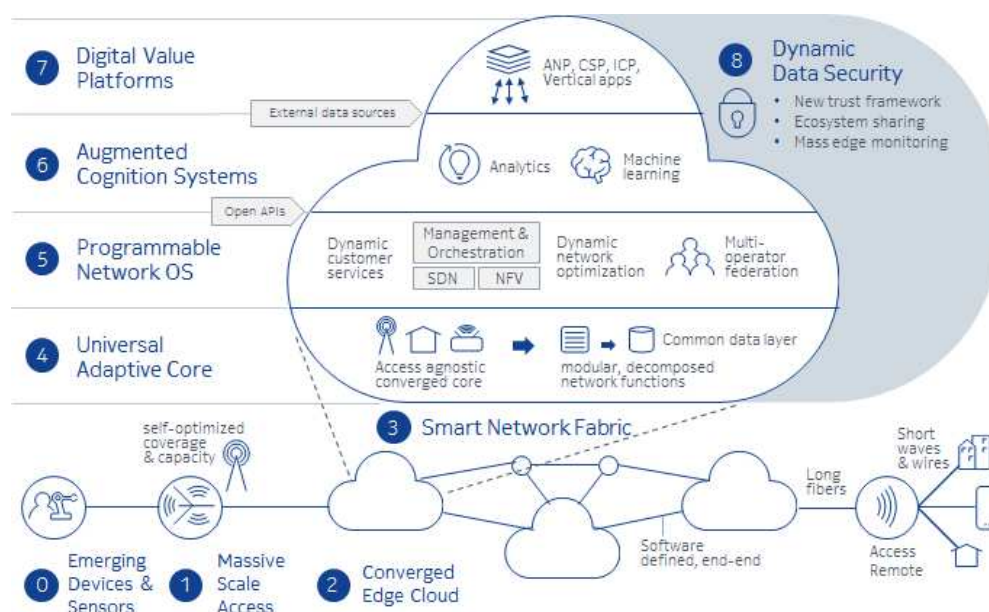 7
Digital Value
Platforms
ANP, CSP, ICP,
Vertical apps
8
Dynamic
Data Security
• New trust framework
• Ecosystem sharing
• Mass edge monitoring
External data sources
6
Augmented
Cognition Systems
Analytics
Machine
learning
Open APIs
5
Programmable
Network OS
Dynamic
customer
services
Management &
Orchestration
SDN
NFV
Dynamic
network
optimization
Multi-
operator
federation
4
Universal
Adaptive Core
Access agnostic
converged core
Common data layer
modular, decomposed
network functions
3
Smart Network Fabric
self-optimized
coverage
& capacity
Short
waves
& wires
Long
fibers
Software
defined, end-end
Access
Remote
0
Emerging
Devices &
Sensors
1
Massive
Scale
Access
2
Converged
Edge Cloud